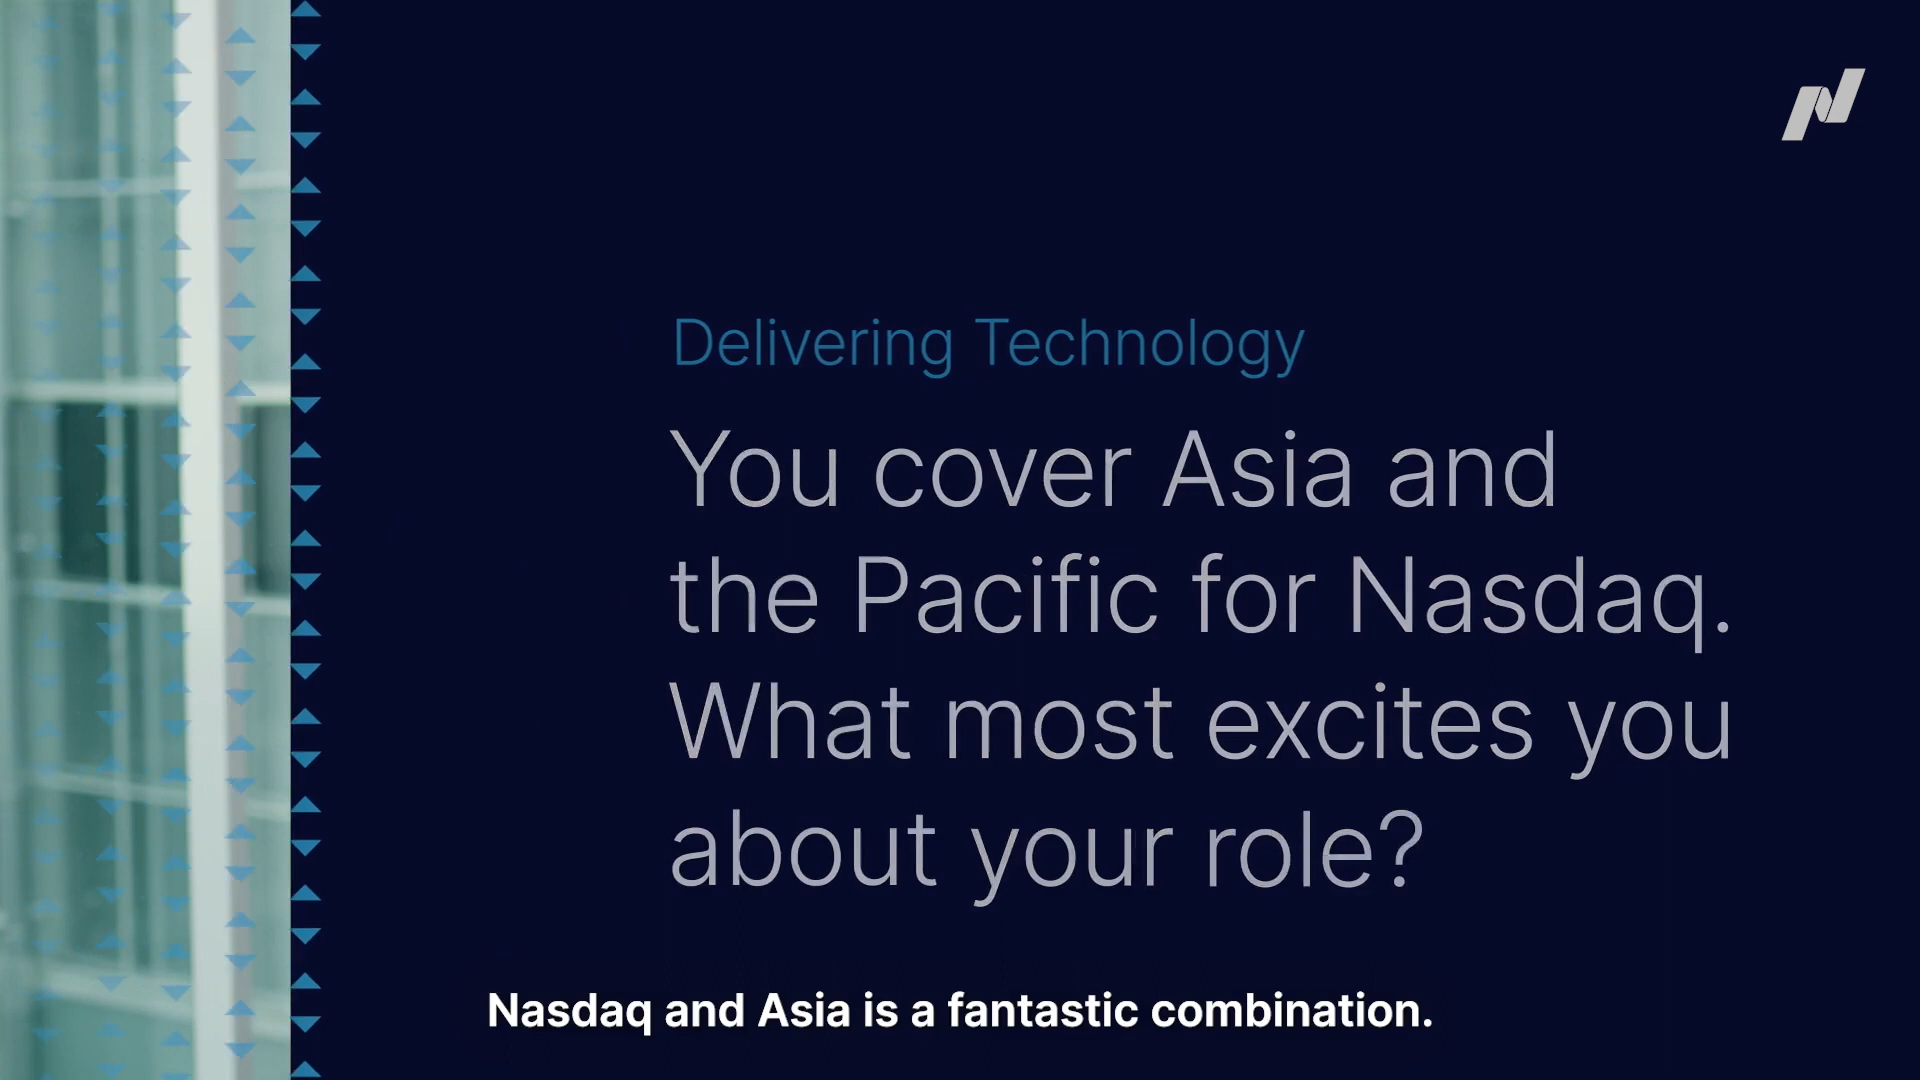 Delivering Technology
You cover Asia and
the Pacific for Nasdaq.
What most excites you
about your role?
Nasdaq and Asia is a fantastic combination.